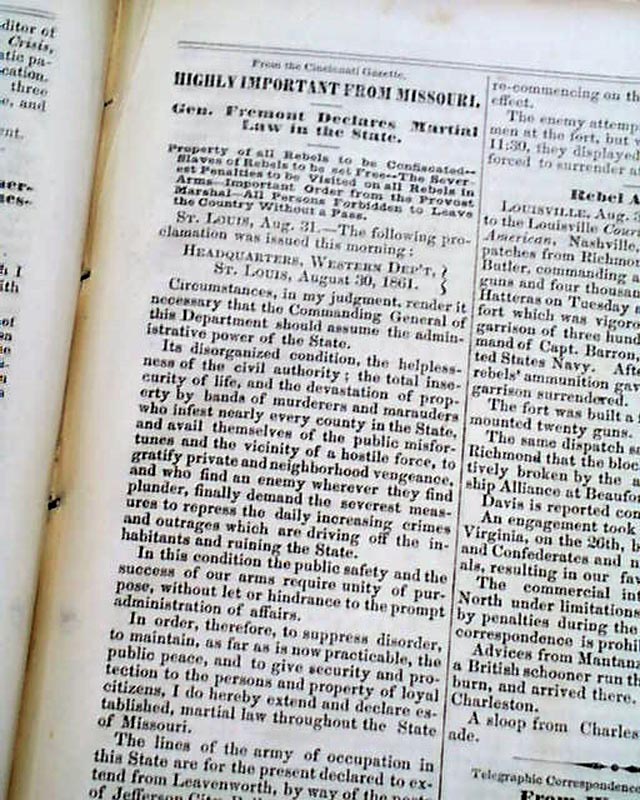 ditor of
Crisis,
atic pa-
cation.
three
e, and
ent.
h I
ith
of
From the Cincinnati Gazette.
HIGHLY IMPORTANT FROM MISSOURI.
Gen. Fremont Declares Martial
Law in the State.
Property of all Rebels to be Confiscated--
Slaves of Rebels to be set Free--The Sever-
est Penalties to be Visited on all Rebels in
Arms--Important Order from the Provost
Marshal--All Persons Forbidden to Leave
the Country Without a Pass.
ST. LOUIS, Aug. 31.—The following pro-
clamation was issued this morning:
HEADQUARTERS, WESTERN DEP'T, }
ST. LOUIS, August 30, 1861. }
Circumstances, in my judgment, render it
necessary that the Commanding General of
this Department should assume the admin-
istrative power of the State.
Its disorganized condition, the helpless-
ness of the civil authority; the total inse-
curity of life, and the devastation of prop-
erty by bands of murderers and marauders
who infest nearly every county in the State,
and avail themselves of the public misfor-
tunes and the vicinity of a hostile force, to
gratify private and neighborhood vengeance,
and who find an enemy wherever they find
plunder, finally demand the severest meas-
ures to repress the daily increasing crimes
and outrages which are driving off the in-
habitants and ruining the State.
In this condition the public safety and the
success of our arms require unity of pur-
pose, without let or hindrance to the prompt
administration of affairs.
In order, therefore, to suppress disorder,
to maintain, as far as is now practicable, the
public peace, and to give security and pro-
tection to the persons and property of loyal
citizens, I do hereby extend and declare es-
tablished, martial law throughout the State
of Missouri.
The lines of the army of occupation in
this State are for the present declared to ex-
tend from Leavenworth, by way of the
of Jefferson City,
re-commencing on th
effect.
The enemy attemp
men at the fort, but w
11:30, they displayed
forced to surrender at
Rebel A
LOUISVILLE, Aug.
to the Louisville Couri
American, Nashville
patches from Richmon
Butler, commanding a
guns and four thousan
Hatteras on Tuesday a
fort which was vigoro
garrison of three hund
mand of Capt. Barron
ted States Navy. Afte
rebels' ammunition gav
garrison surrendered.
The fort was built a
mounted twenty guns.
The same dispatch sa
Richmond that the bloc
tively broken by the a
ship Alliance at Beaufo
Davis is reported con
An engagement took
Virginia, on the 26th, b
and Confederates and n
als, resulting in our fa
The commercial int
North under limitations
by penalties during the
correspondence is prohib
Advices from Mantan
a British schooner run th
burn, and arrived there.
Charleston.
A sloop from Charles
ade.
Telegraphic Correspondence